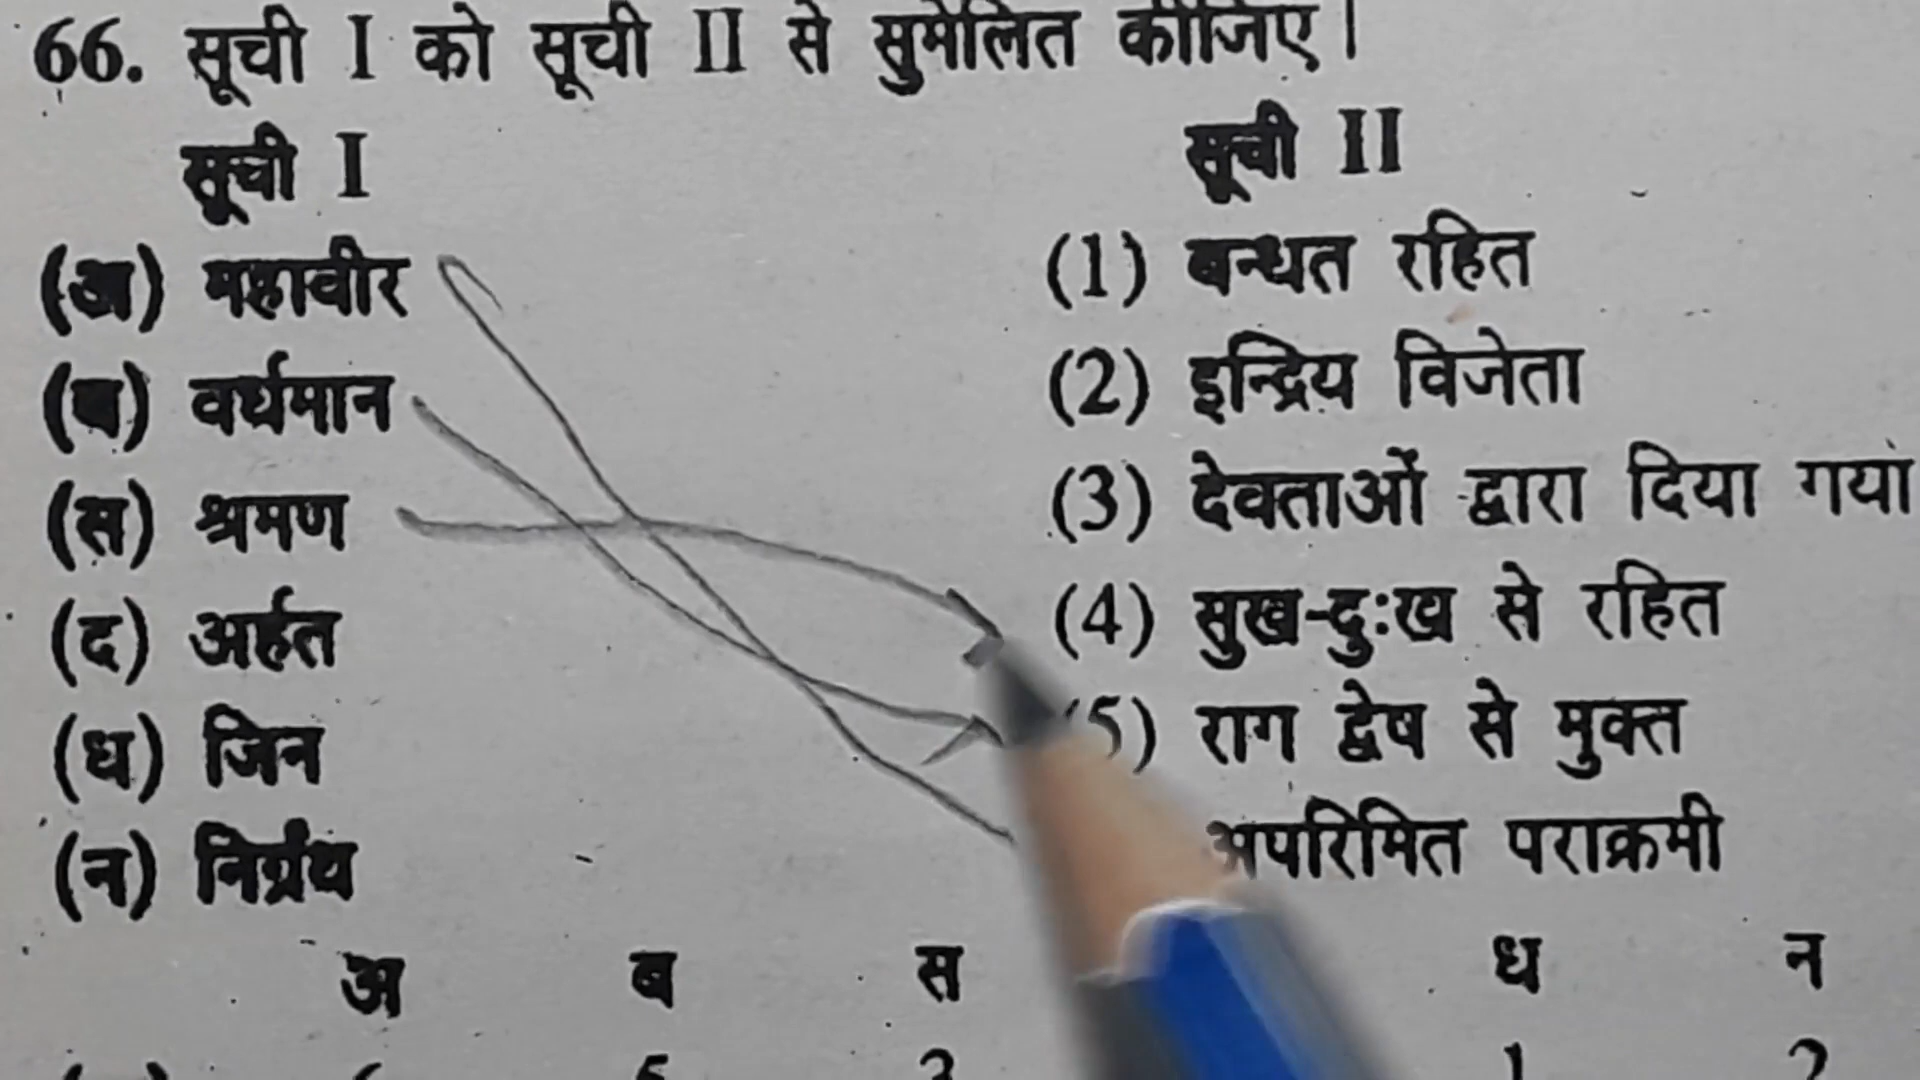 66. सूची I को सूची II से सुमेलित कीजिए।
सूची I सूची II
(अ) महावीर (1) बन्धत रहित
(ब) वर्धमान (2) इन्द्रिय विजेता
(स) श्रमण (3) देवताओं द्वारा दिया गया
(द) अर्हत (4) सुख-दुःख से रहित
(ध) जिन (5) राग द्वेष से मुक्त
(न) निर्ग्रंथ अपरिमित पराक्रमी
अ ब स ध न